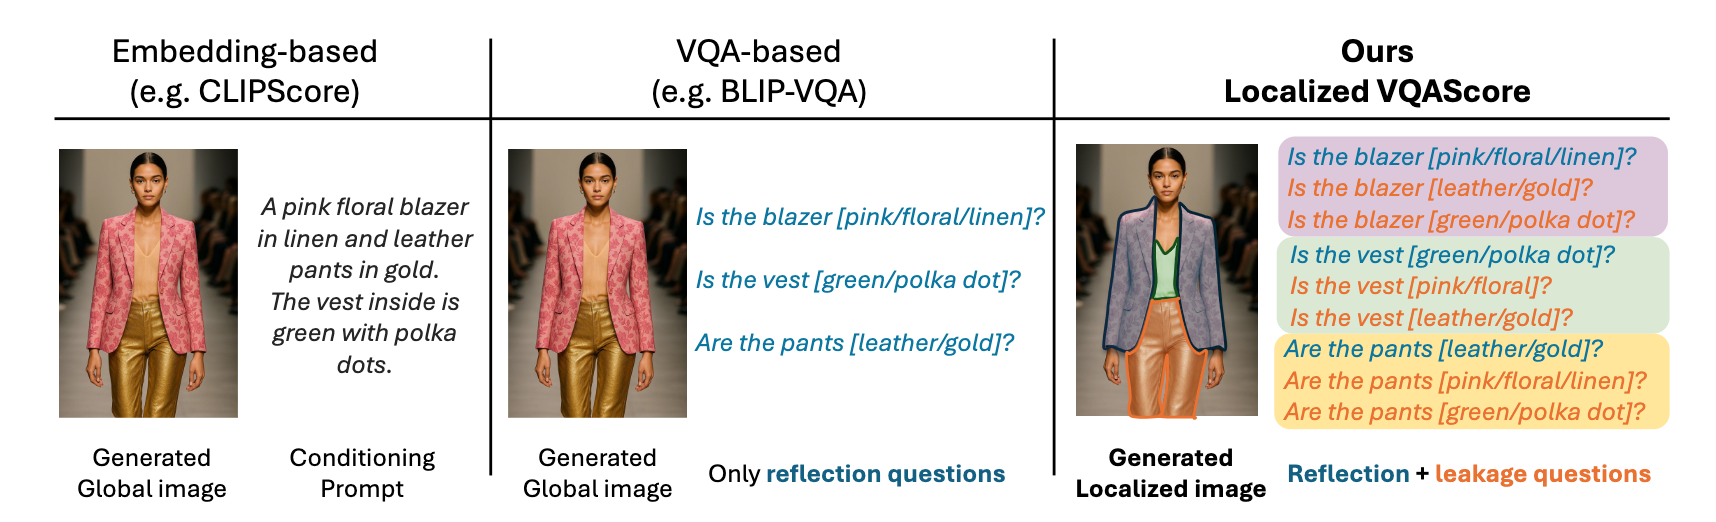 Embedding-based
(e.g. CLIPScore)
VQA-based
(e.g. BLIP-VQA)
Ours
Localized VQAScore
A pink floral blazer
in linen and leather
pants in gold.
The vest inside is
green with polka
dots.
Generated
Global image
Conditioning
Prompt
Is the blazer [pink/floral/linen]?
Is the vest [green/polka dot]?
Are the pants [leather/gold]?
Generated
Global image
Only reflection questions
Is the blazer [pink/floral/linen]?
Is the blazer [leather/gold]?
Is the blazer [green/polka dot]?
Is the vest [green/polka dot]?
Is the vest [pink/floral]?
Is the vest [leather/gold]?
Are the pants [leather/gold]?
Are the pants [pink/floral/linen]?
Are the pants [green/polka dot]?
Generated
Localized image
Reflection + leakage questions